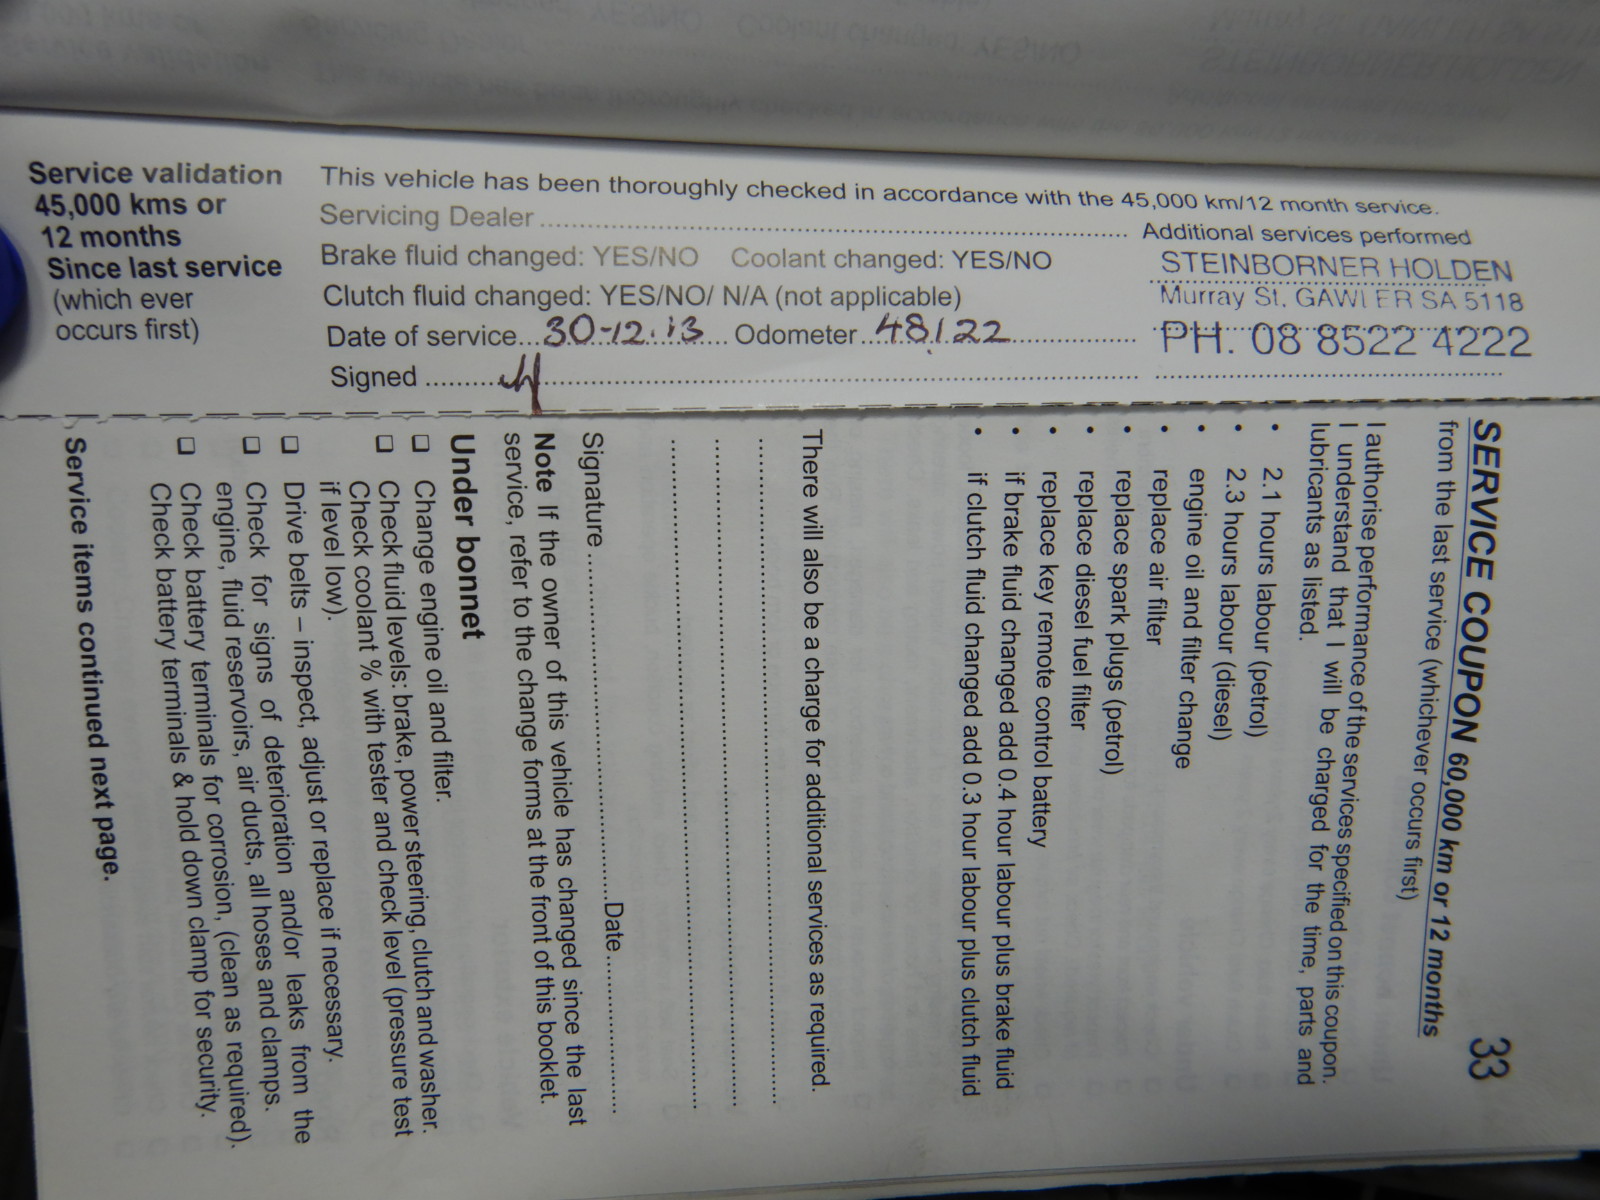 Service validation
45,000 kms or
12 months
Since last service
(which ever
occurs first)
This vehicle has been thoroughly checked in accordance with the 45,000 km/12 month service.
Servicing Dealer
Additional services performed
Brake fluid changed: YES/NO Coolant changed: YES/NO
Clutch fluid changed: YES/NO/ N/A (not applicable)
Date of service...30-12.13... Odometer...48122
Signed
STEINBORNER HOLDEN
Murray St. GAWLER SA 5118
PH. 08 8522 4222
SERVICE COUPON 60,000 km or 12 months
33
from the last service (whichever occurs first)
I authorise performance of the services specified on this coupon.
I understand that I will be charged for the time, parts and
lubricants as listed.
• 2.1 hours labour (petrol)
• 2.3 hours labour (diesel)
• engine oil and filter change
• replace air filter
• replace spark plugs (petrol)
• replace diesel fuel filter
• replace key remote control battery
• if brake fluid changed add 0.4 hour labour plus brake fluid
• if clutch fluid changed add 0.3 hour labour plus clutch fluid
There will also be a charge for additional services as required.
Signature...Date...
Note If the owner of this vehicle has changed since the last
service, refer to the change forms at the front of this booklet.
Under bonnet
❑ Change engine oil and filter.
❑ Check fluid levels: brake, power steering, clutch and washer.
Check coolant % with tester and check level (pressure test
if level low).
❑ Drive belts – inspect, adjust or replace if necessary.
❑ Check for signs of deterioration and/or leaks from the
engine, fluid reservoirs, air ducts, all hoses and clamps.
❑ Check battery terminals for corrosion, (clean as required).
Check battery terminals & hold down clamp for security.
Service items continued next page.